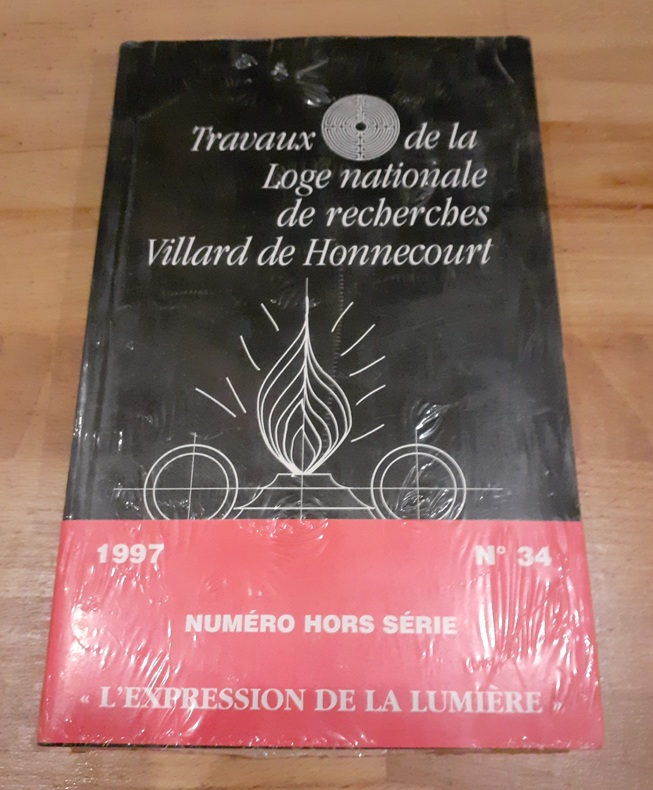 Travaux de la
Loge nationale
de recherches
Villard de Honnecourt
1997 N° 34
NUMÉRO HORS SÉRIE
« L'EXPRESSION DE LA LUMIÈRE »